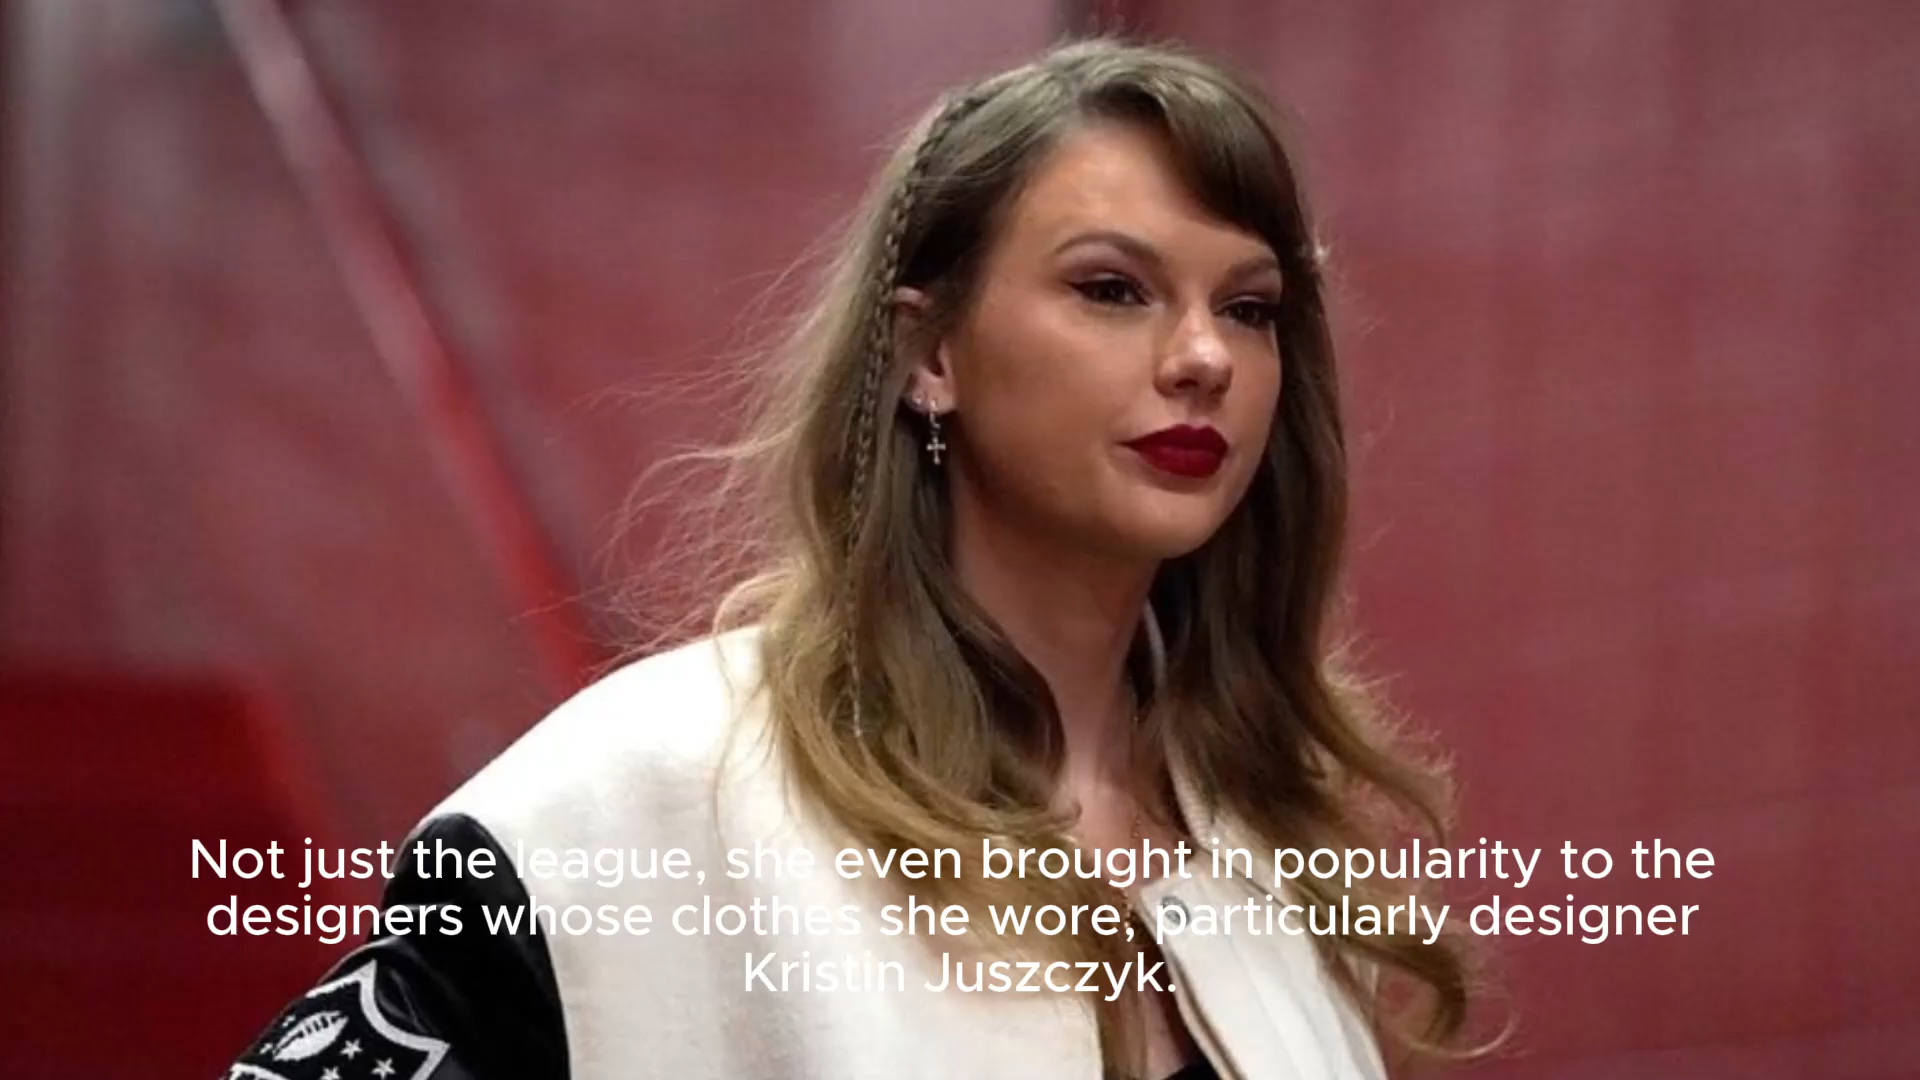 Not just the league, she even brought in popularity to the
designers whose clothes she wore, particularly designer
Kristin Juszczyk.